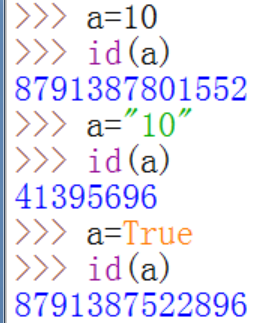 >>> a=10
>>> id(a)
8791387801552
>>> a="10"
>>> id(a)
41395696
>>> a=True
>>> id(a)
8791387522896